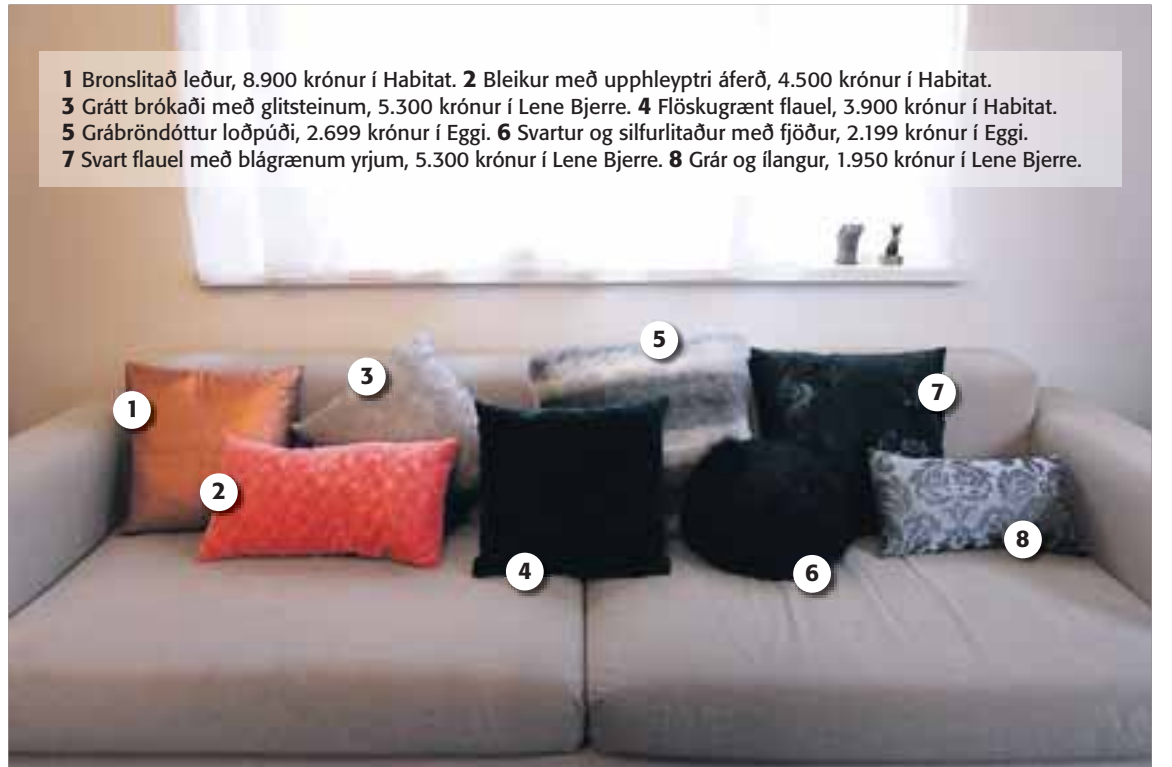 1 Bronslitað leður, 8.900 krónur í Habitat. 2 Bleikur með upphleyptri áferð, 4.500 krónur í Habitat.
3 Grátt brókaði með glitsteinum, 5.300 krónur í Lene Bjerre. 4 Flöskugrænt flauel, 3.900 krónur í Habitat.
5 Grábröndóttur loðpúði, 2.699 krónur í Eggi. 6 Svartur og silfurlitaður með fjöður, 2.199 krónur í Eggi.
7 Svart flauel með blágrænum yrjum, 5.300 krónur í Lene Bjerre. 8 Grár og ílangur, 1.950 krónur í Lene Bjerre.
5
3
7
1
2
8
4
6